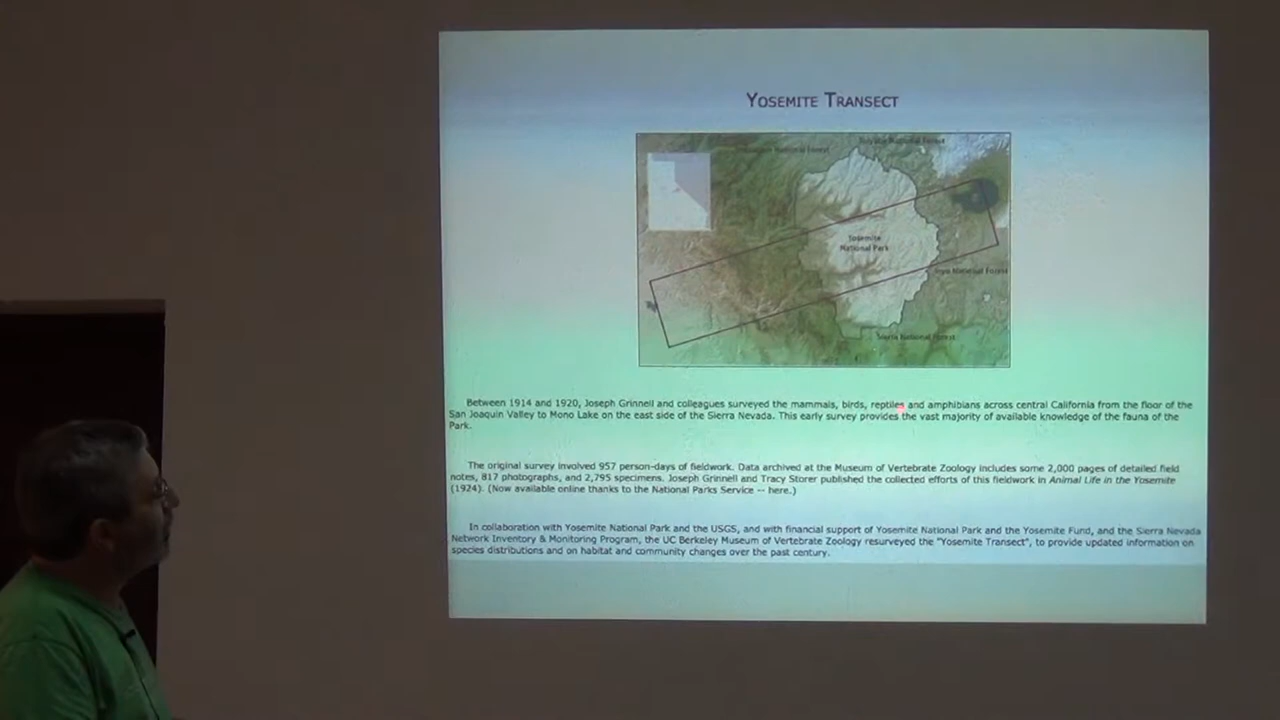 YOSEMITE TRANSECT
National Forest
National Forest
Yosemite
National Park
Inyo National Forest
Sierra National Forest
Between 1914 and 1920, Joseph Grinnell and colleagues surveyed the mammals, birds, reptiles and amphibians across central California from the floor of the
San Joaquin Valley to Mono Lake on the east side of the Sierra Nevada. This early survey provides the vast majority of available knowledge of the fauna of the
Park.
The original survey involved 957 person-days of fieldwork. Data archived at the Museum of Vertebrate Zoology includes some 2,000 pages of detailed field
notes, 817 photographs, and 2,795 specimens. Joseph Grinnell and Tracy Storer published the collected efforts of this fieldwork in Animal Life in the Yosemite
(1924). (Now available online thanks to the National Parks Service -- here.)
In collaboration with Yosemite National Park and the USGS, and with financial support of Yosemite National Park and the Yosemite Fund, and the Sierra Nevada
Network Inventory & Monitoring Program, the UC Berkeley Museum of Vertebrate Zoology resurveyed the "Yosemite Transect", to provide updated information on
species distributions and on habitat and community changes over the past century.